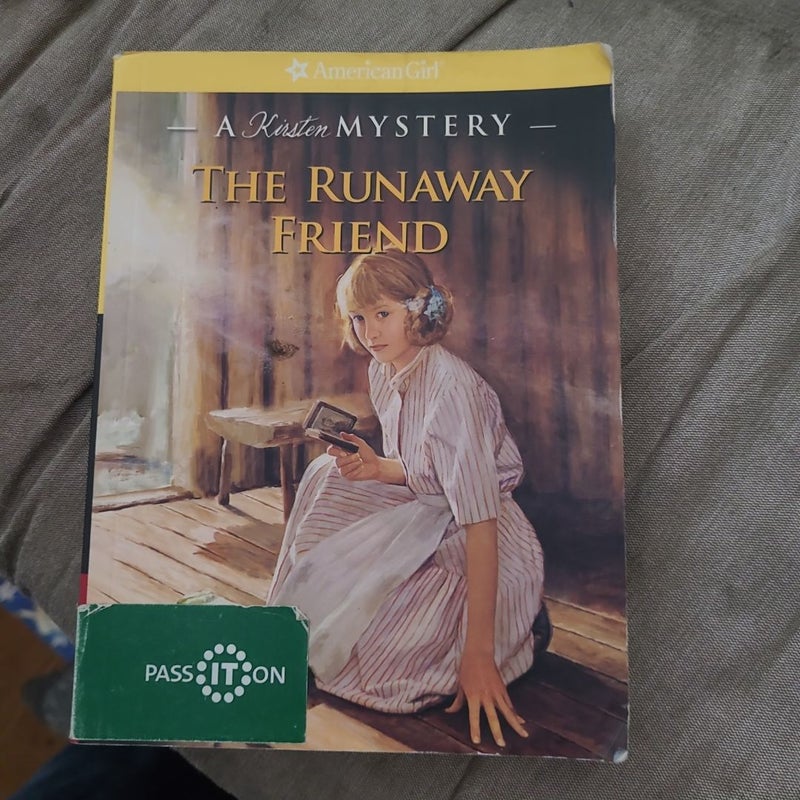 American Girl®
— A Kirsten MYSTERY —
THE RUNAWAY
FRIEND
PASS IT ON